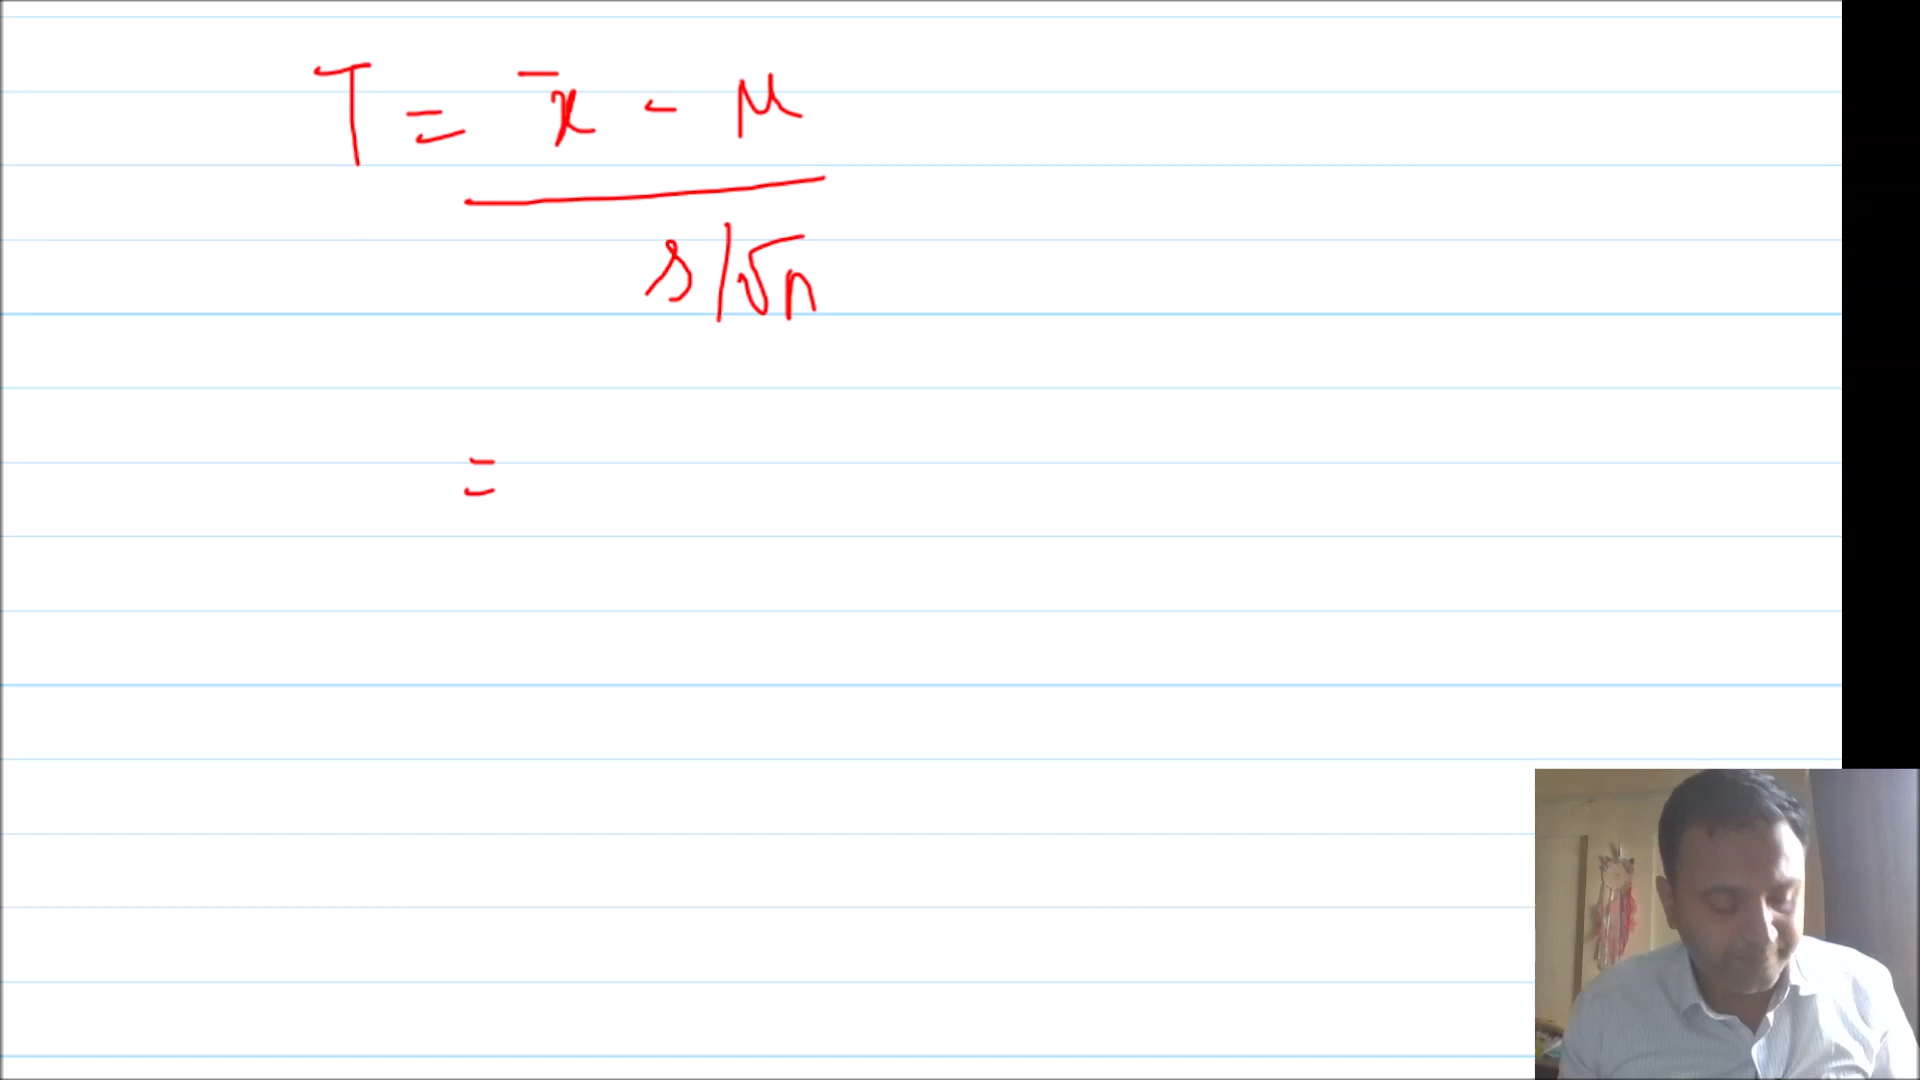 T = x̄ - μ
s/√n
=